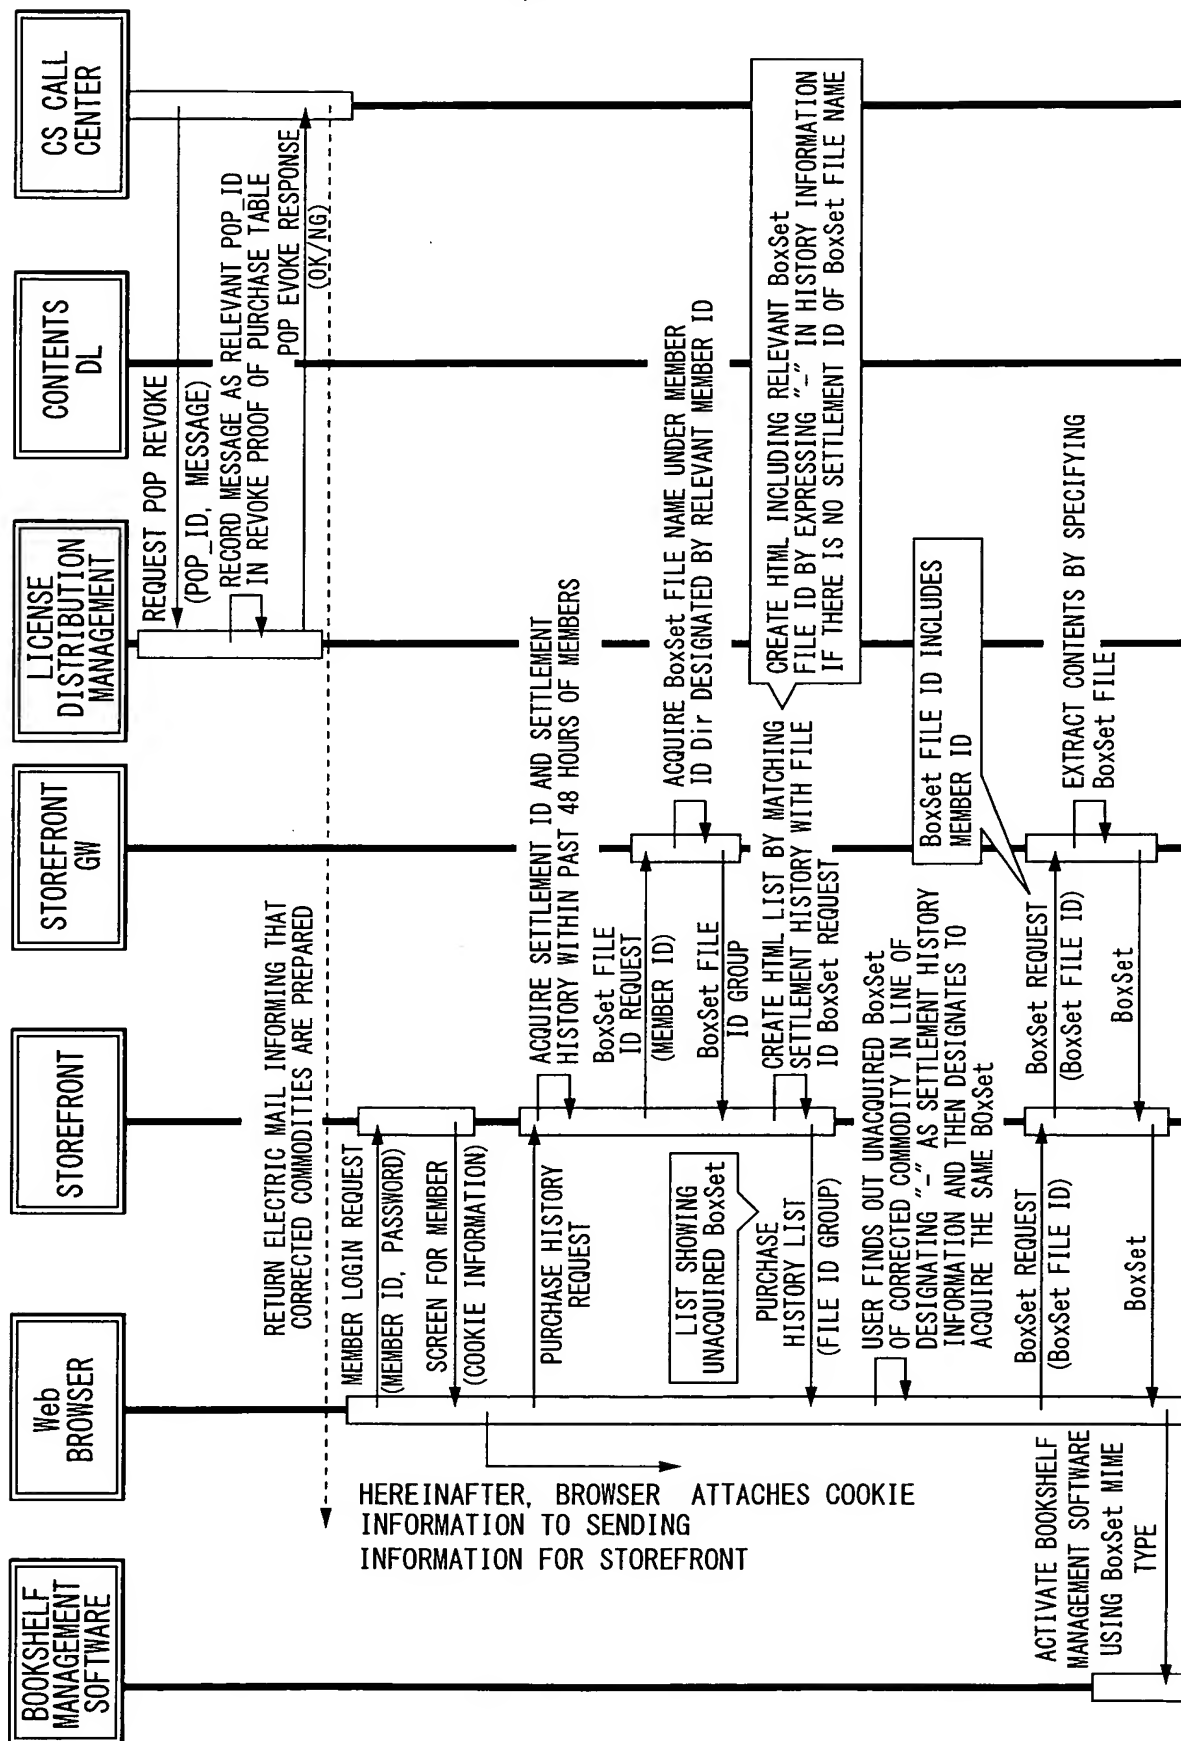 BOOKSHELF
MANAGEMENT
SOFTWARE
Web
BROWSER
STOREFRONT
STOREFRONT
GW
LICENSE
DISTRIBUTION
MANAGEMENT
CONTENTS
DL
CS CALL
CENTER
REQUEST POP REVOKE
(POP_ID, MESSAGE)
RECORD MESSAGE AS RELEVANT POP_ID
IN REVOKE PROOF OF PURCHASE TABLE
POP EVOKE RESPONSE
(OK/NG)
RETURN ELECTRIC MAIL INFORMING THAT
CORRECTED COMMODITIES ARE PREPARED
MEMBER LOGIN REQUEST
(MEMBER ID, PASSWORD)
SCREEN FOR MEMBER
(COOKIE INFORMATION)
HEREINAFTER, BROWSER ATTACHES COOKIE
INFORMATION TO SENDING
INFORMATION FOR STOREFRONT
PURCHASE HISTORY
REQUEST
ACQUIRE SETTLEMENT ID AND SETTLEMENT
HISTORY WITHIN PAST 48 HOURS OF MEMBERS
BoxSet FILE
ID REQUEST
(MEMBER ID)
ACQUIRE BoxSet FILE NAME UNDER MEMBER
ID Dir DESIGNATED BY RELEVANT MEMBER ID
BoxSet FILE
ID GROUP
CREATE HTML LIST BY MATCHING
SETTLEMENT HISTORY WITH FILE
ID BoxSet REQUEST
CREATE HTML INCLUDING RELEVANT BoxSet
FILE ID BY EXPRESSING "–" IN HISTORY INFORMATION
IF THERE IS NO SETTLEMENT ID OF BoxSet FILE NAME
LIST SHOWING
UNACQUIRED BoxSet
PURCHASE
HISTORY LIST
(FILE ID GROUP)
USER FINDS OUT UNACQUIRED BoxSet
OF CORRECTED COMMODITY IN LINE OF
DESIGNATING "–" AS SETTLEMENT HISTORY
INFORMATION AND THEN DESIGNATES TO
ACQUIRE THE SAME BOxSet
BoxSet FILE ID INCLUDES
MEMBER ID
BoxSet REQUEST
(BoxSet FILE ID)
BoxSet REQUEST
(BoxSet FILE ID)
EXTRACT CONTENTS BY SPECIFYING
BoxSet FILE
BoxSet
BoxSet
ACTIVATE BOOKSHELF
MANAGEMENT SOFTWARE
USING BoxSet MIME
TYPE